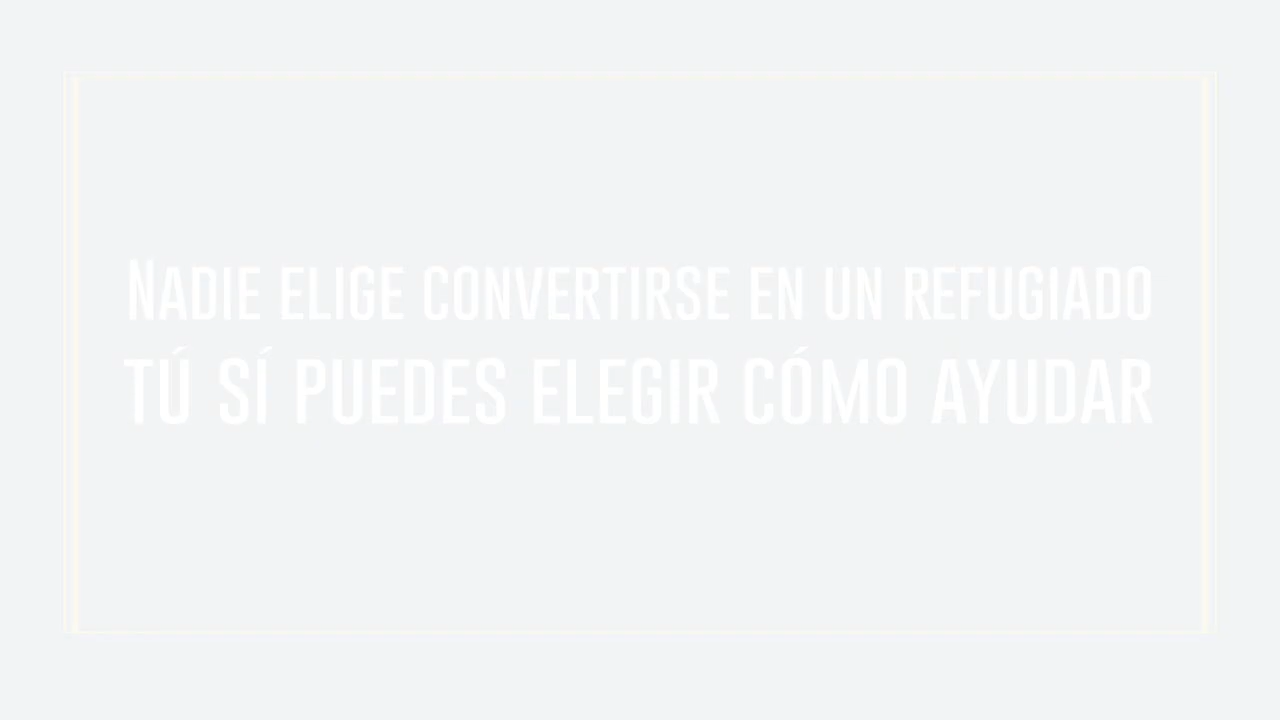 NADIE ELIGE CONVERTIRSE EN UN REFUGIADO
TÚ SÍ PUEDES ELEGIR CÓMO AYUDAR